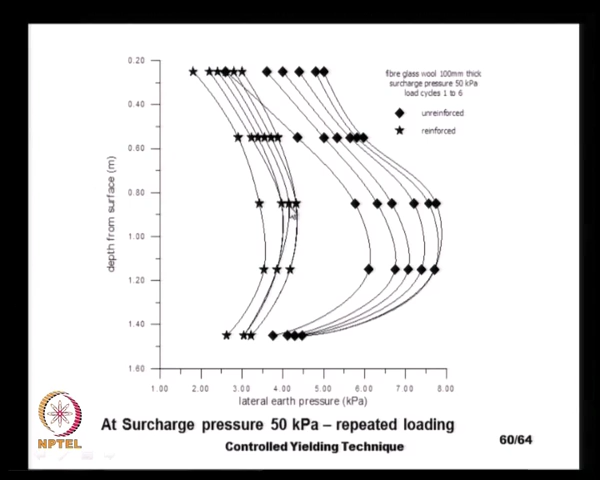 fibre glass wool 100mm thick
surcharge pressure 50 kPa
load cycles 1 to 6
unreinforced
reinforced
depth from surface (m)
0.20
0.40
0.60
0.80
1.00
1.20
1.40
1.60
1.00 2.00 3.00 4.00 5.00 6.00 7.00 8.00
lateral earth pressure (kPa)
At Surcharge pressure 50 kPa – repeated loading
Controlled Yielding Technique
60/64
NPTEL